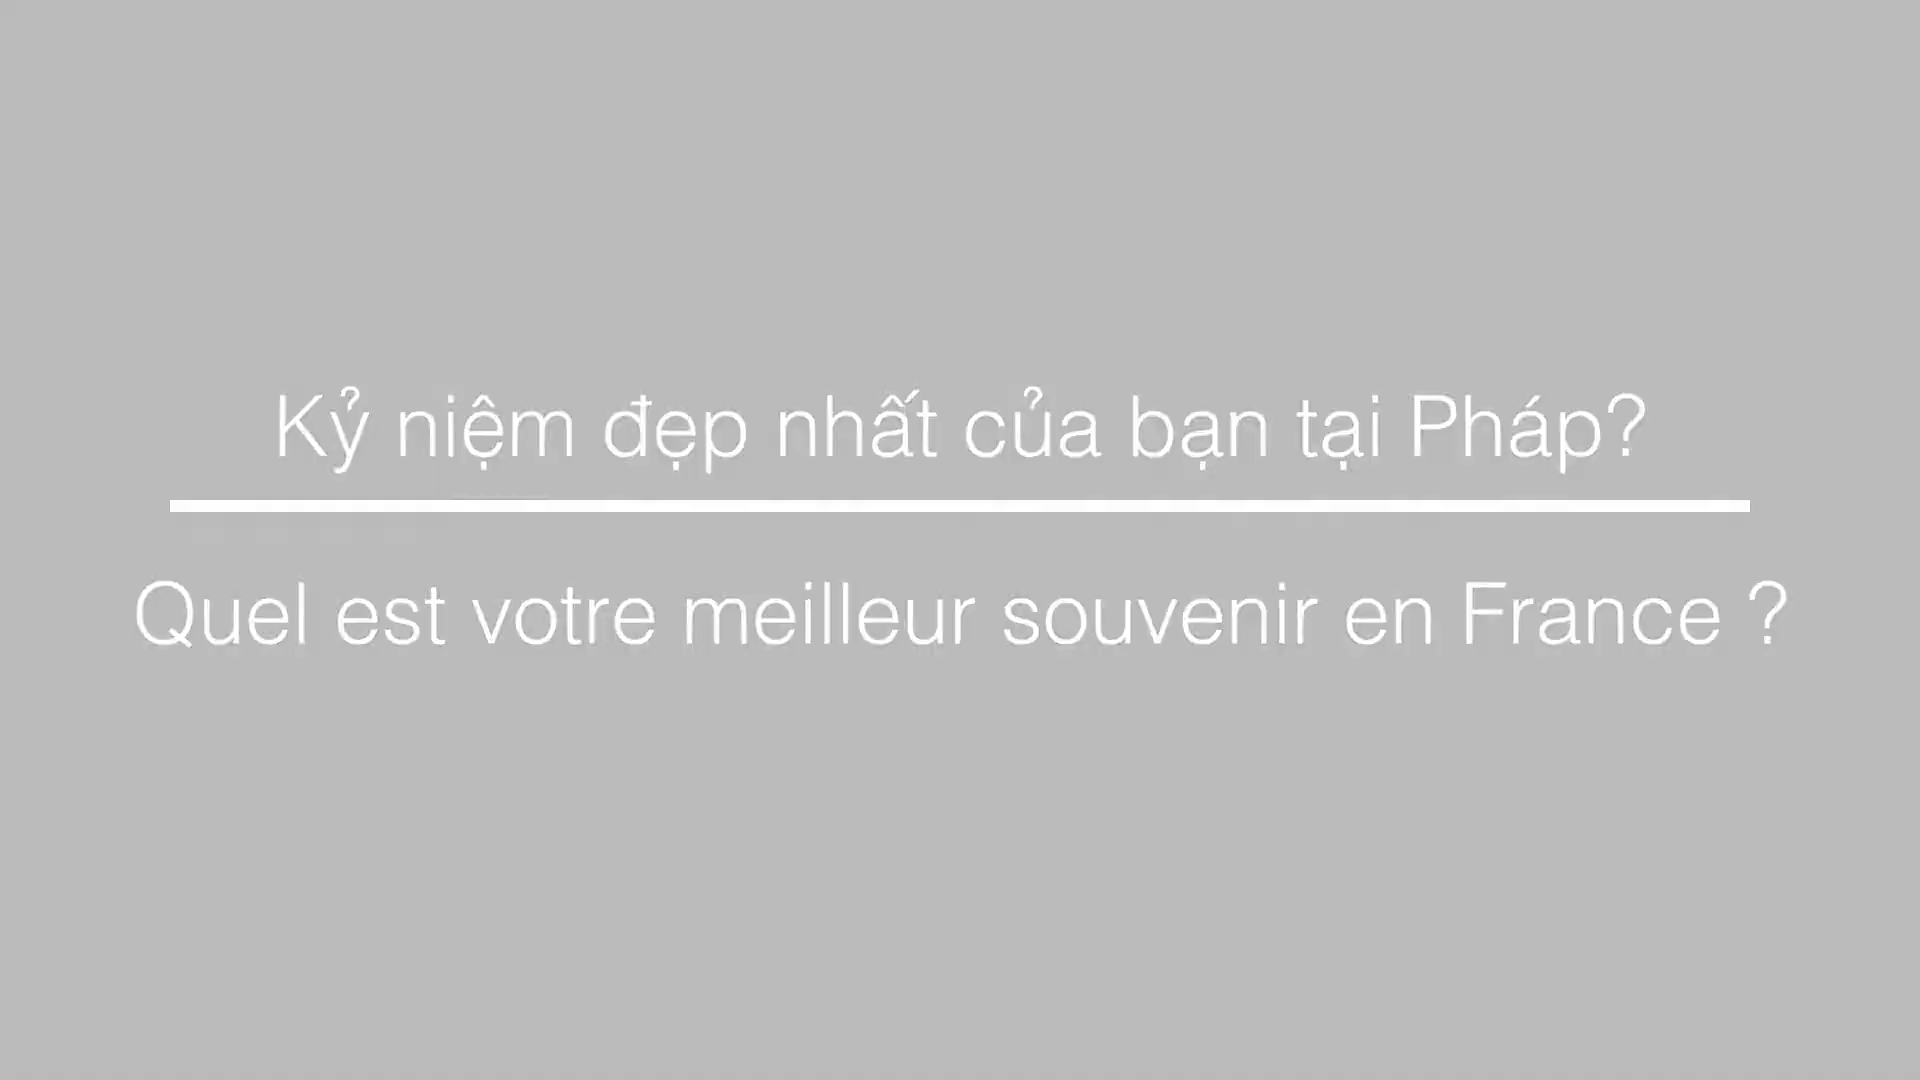 Kỷ niệm đẹp nhất của bạn tại Pháp?
Quel est votre meilleur souvenir en France ?